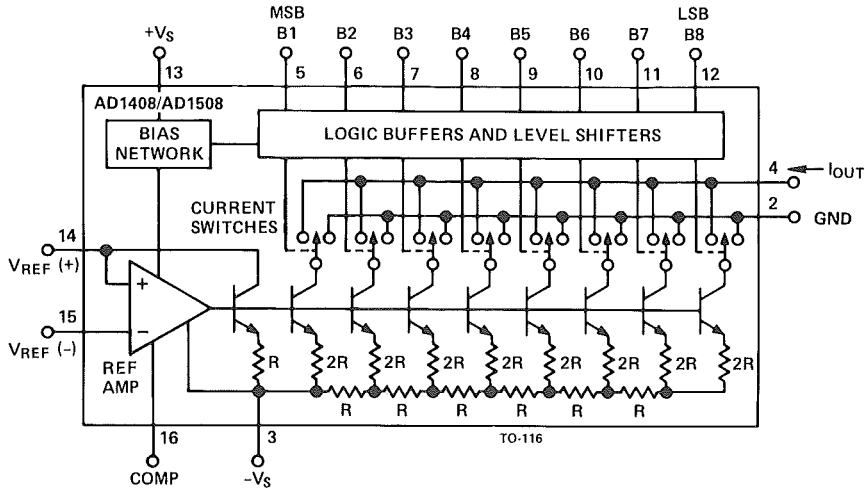 MSB LSB
+VS B1 B2 B3 B4 B5 B6 B7 B8
13 5 6 7 8 9 10 11 12
AD1408/AD1508
BIAS NETWORK
LOGIC BUFFERS AND LEVEL SHIFTERS
4 IOUT
2 GND
CURRENT SWITCHES
14
VREF (+)
+
15
−
VREF (−)
REF AMP
R 2R 2R 2R 2R 2R 2R 2R 2R
R R R R R R
16 3
TO-116
COMP −VS